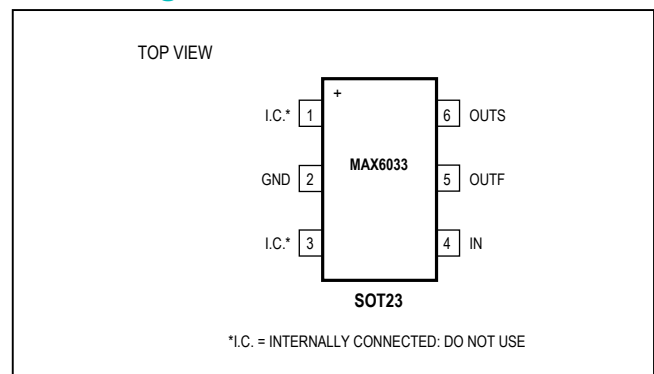 TOP VIEW
+
I.C.* 1
6 OUTS
MAX6033
GND 2
5 OUTF
I.C.* 3
4 IN
SOT23
*I.C. = INTERNALLY CONNECTED: DO NOT USE